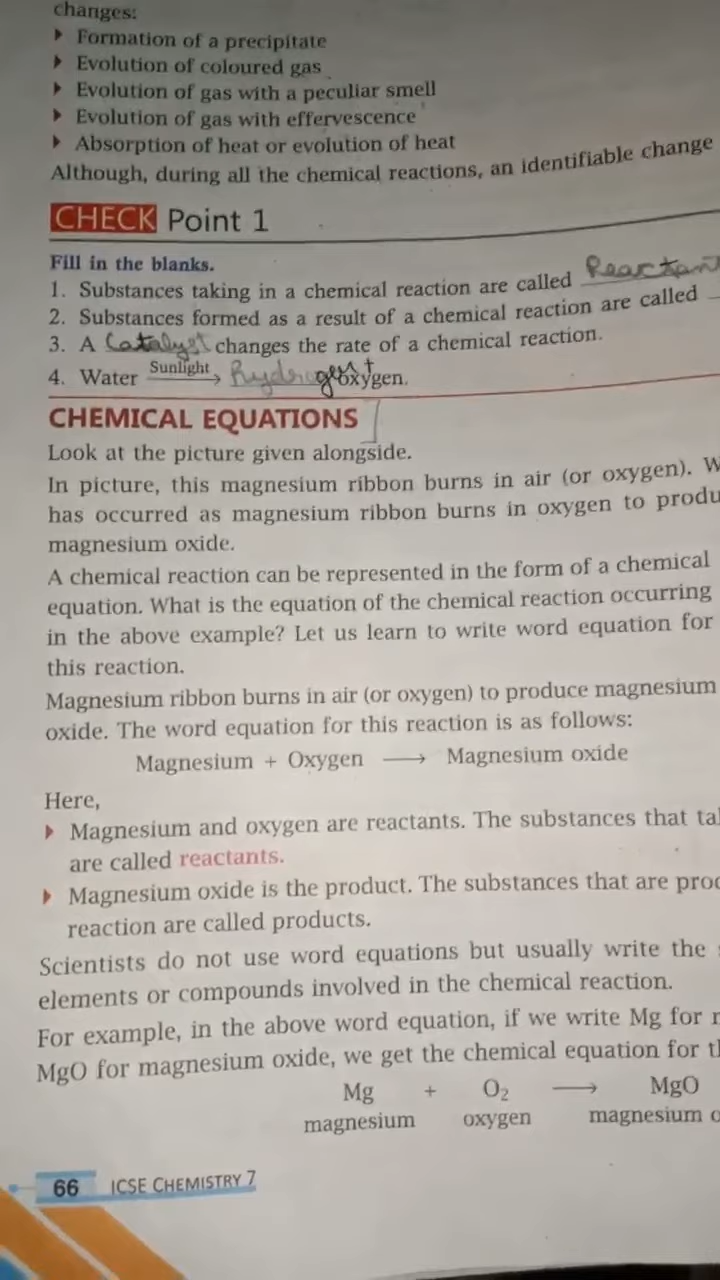 changes:
▸ Formation of a precipitate
▸ Evolution of coloured gas
▸ Evolution of gas with a peculiar smell
▸ Evolution of gas with effervescence
▸ Absorption of heat or evolution of heat
Although, during all the chemical reactions, an identifiable change
CHECK Point 1
Fill in the blanks.
1. Substances taking in a chemical reaction are called Reactant
2. Substances formed as a result of a chemical reaction are called
3. A Catalyst changes the rate of a chemical reaction.
4. Water Sunlight → Hydrogen + oxygen.
CHEMICAL EQUATIONS
Look at the picture given alongside.
In picture, this magnesium ribbon burns in air (or oxygen).
has occurred as magnesium ribbon burns in oxygen to produ
magnesium oxide.
A chemical reaction can be represented in the form of a chemical
equation. What is the equation of the chemical reaction occurring
in the above example? Let us learn to write word equation for
this reaction.
Magnesium ribbon burns in air (or oxygen) to produce magnesium
oxide. The word equation for this reaction is as follows:
Magnesium + Oxygen ⟶ Magnesium oxide
Here,
▸ Magnesium and oxygen are reactants. The substances that ta
are called reactants.
▸ Magnesium oxide is the product. The substances that are prod
reaction are called products.
Scientists do not use word equations but usually write the
elements or compounds involved in the chemical reaction.
For example, in the above word equation, if we write Mg for
MgO for magnesium oxide, we get the chemical equation for
Mg + O₂ ⟶ MgO
magnesium oxygen magnesium
66 ICSE CHEMISTRY 7